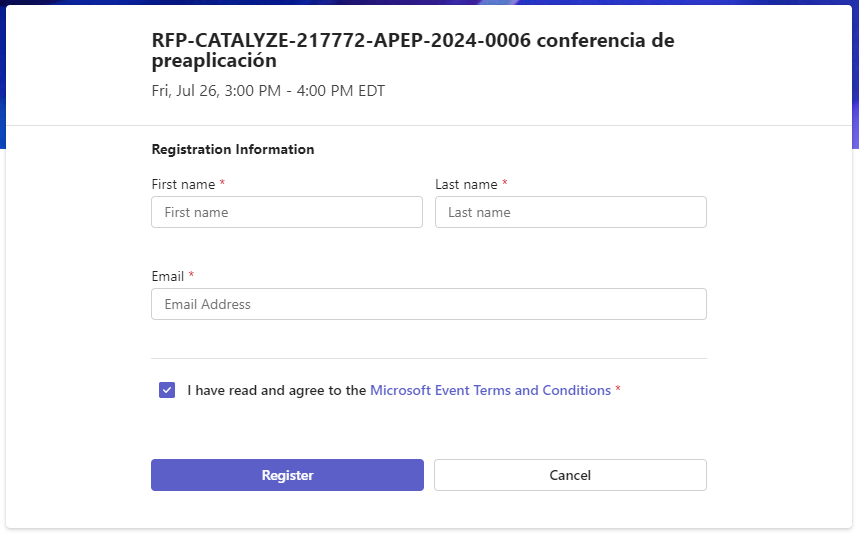 RFP-CATALYZE-217772-APEP-2024-0006 conferencia de
preaplicación
Fri, Jul 26, 3:00 PM - 4:00 PM EDT
Registration Information
First name *
Last name *
First name
Last name
Email *
Email Address
I have read and agree to the Microsoft Event Terms and Conditions *
Register
Cancel